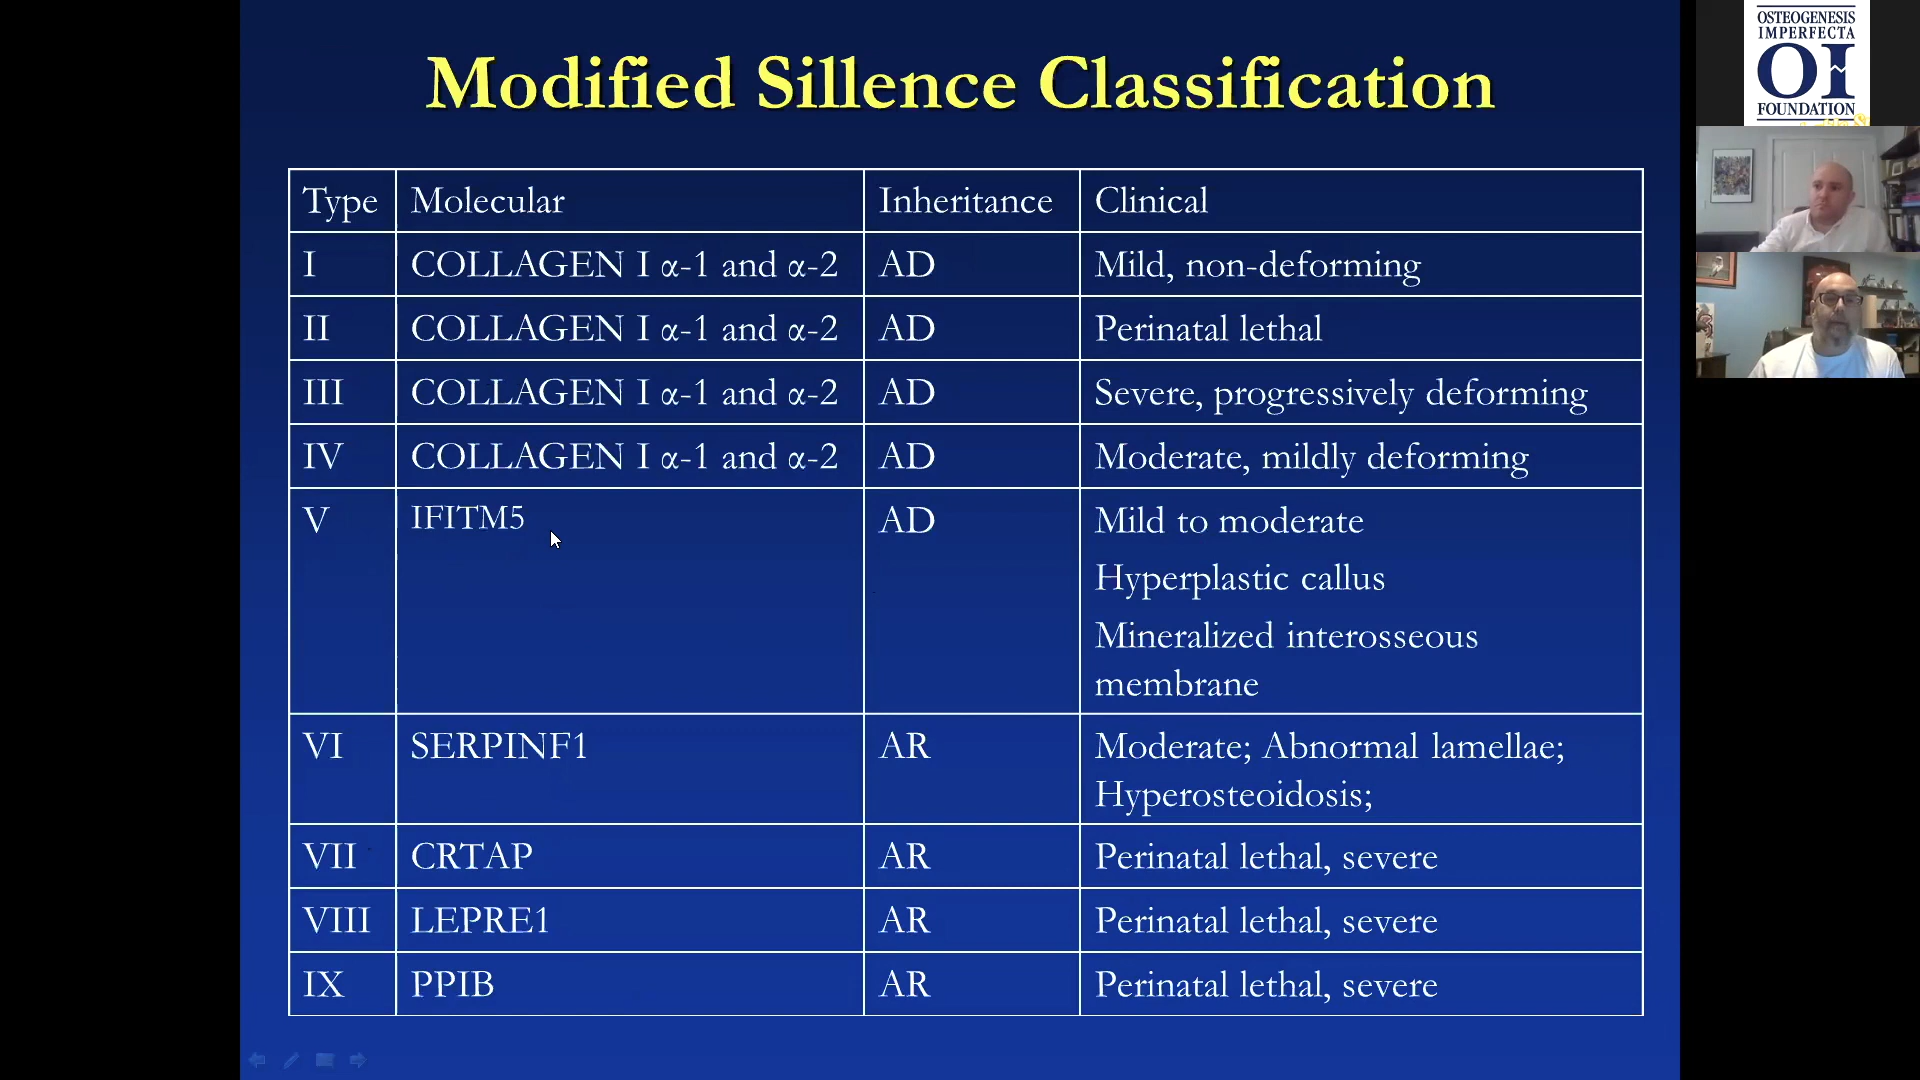 Modified Sillence Classification
Type Molecular Inheritance Clinical
I COLLAGEN I α-1 and α-2 AD Mild, non-deforming
II COLLAGEN I α-1 and α-2 AD Perinatal lethal
III COLLAGEN I α-1 and α-2 AD Severe, progressively deforming
IV COLLAGEN I α-1 and α-2 AD Moderate, mildly deforming
V IFITM5 AD Mild to moderate
Hyperplastic callus
Mineralized interosseous
membrane
VI SERPINF1 AR Moderate; Abnormal lamellae;
Hyperosteoidosis;
VII CRTAP AR Perinatal lethal, severe
VIII LEPRE1 AR Perinatal lethal, severe
IX PPIB AR Perinatal lethal, severe
OSTEOGENESIS
IMPERFECTA
OI
FOUNDATION